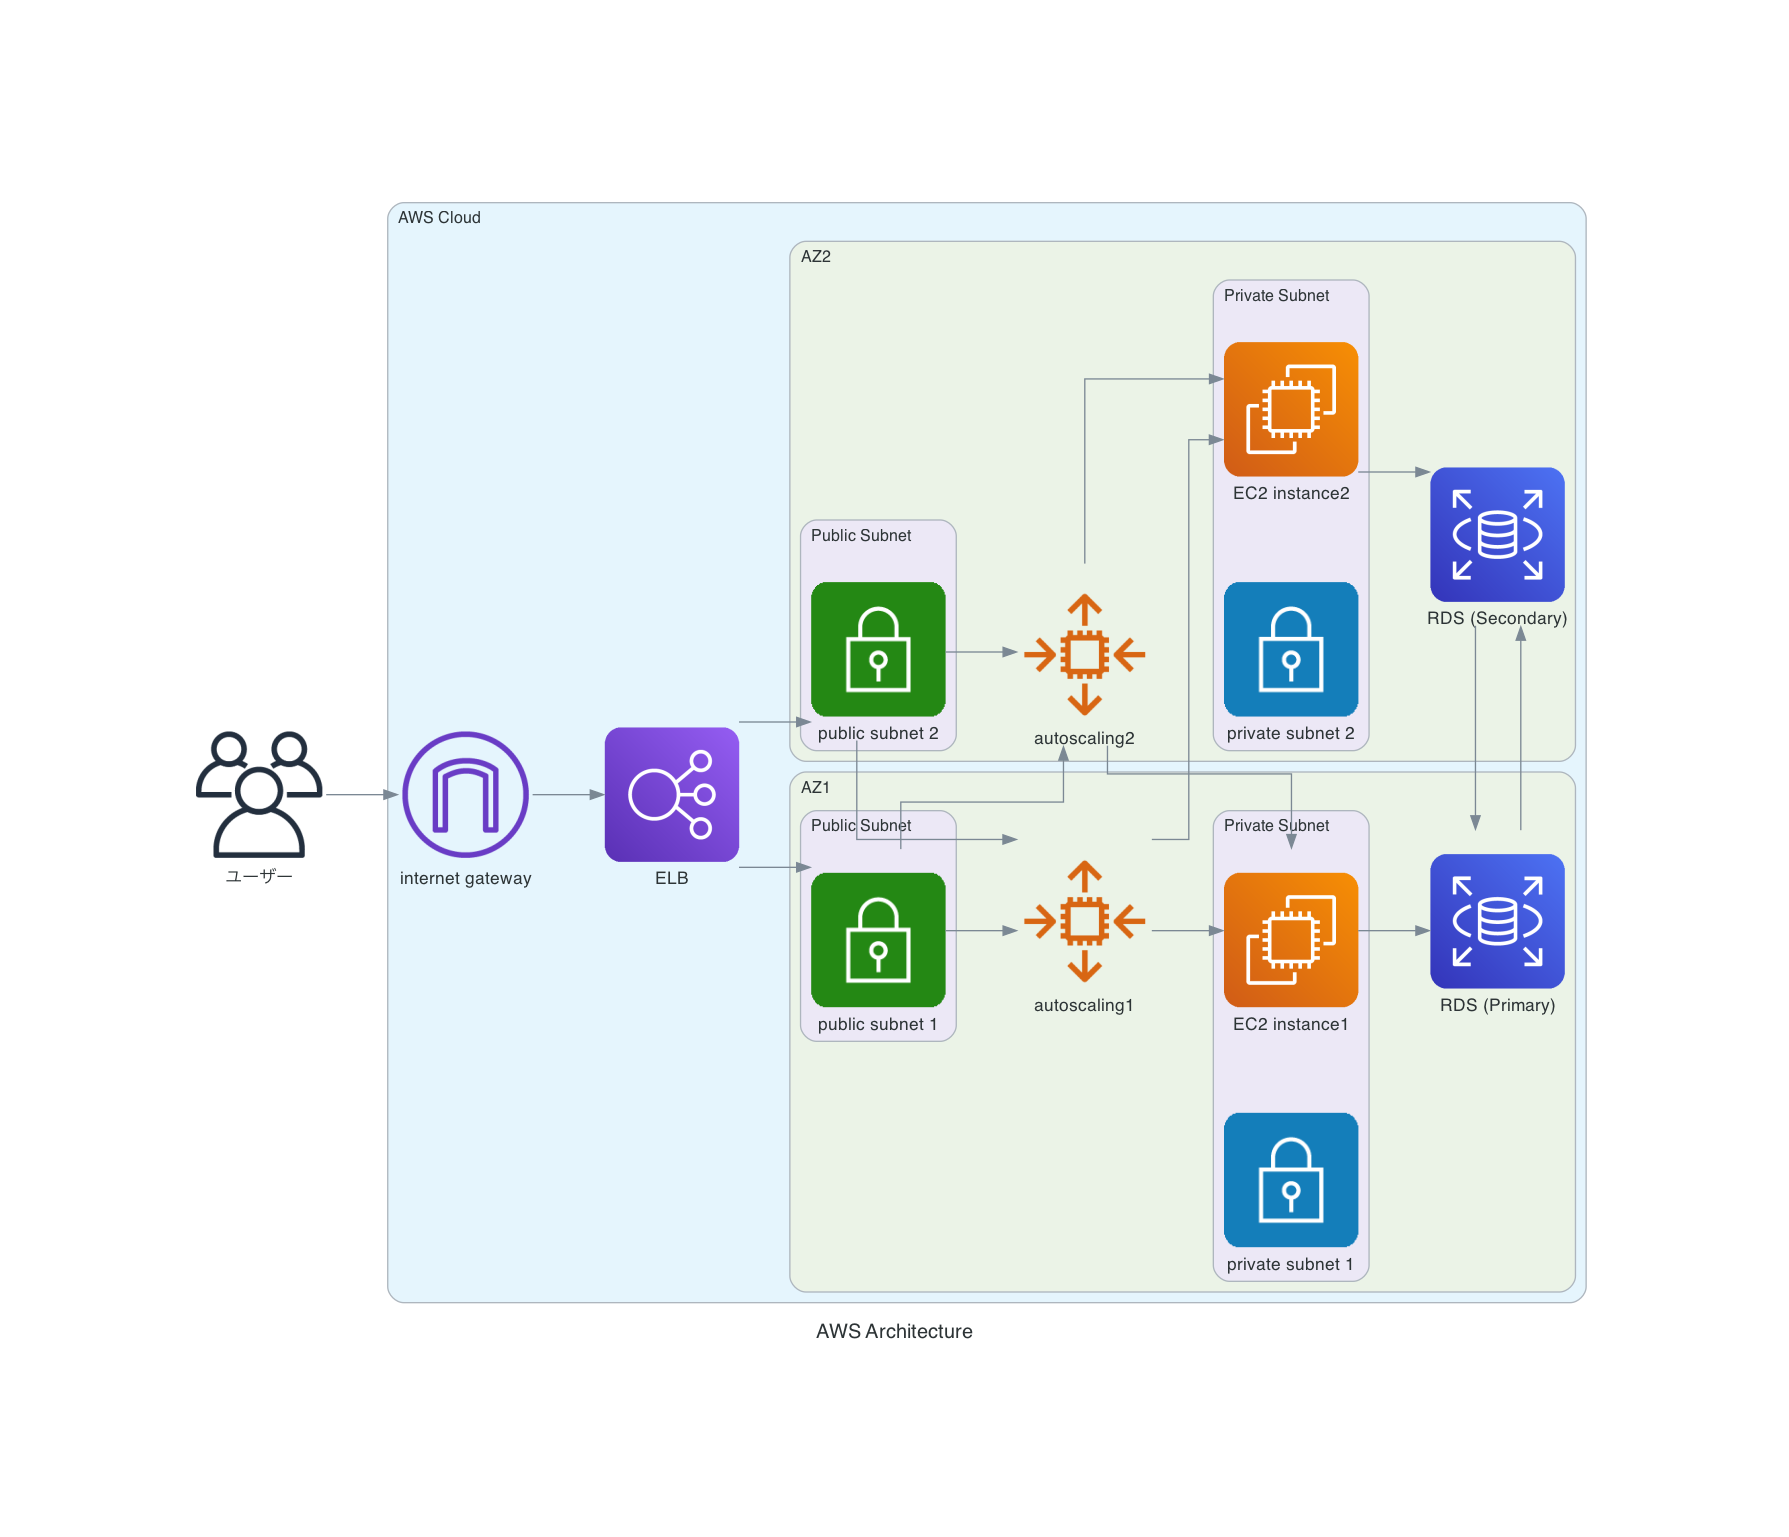 AWS Cloud
AZ2
Private Subnet
EC2 instance2
Public Subnet
RDS (Secondary)
public subnet 2
autoscaling2
private subnet 2
AZ1
Public Subnet
Private Subnet
ユーザー
internet gateway
ELB
autoscaling1
RDS (Primary)
public subnet 1
EC2 instance1
private subnet 1
AWS Architecture